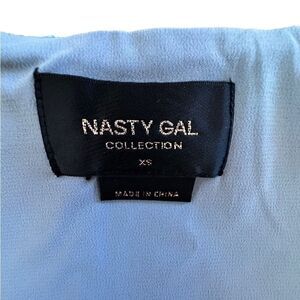 NASTY GAL
COLLECTION
XS
MADE IN CHINA